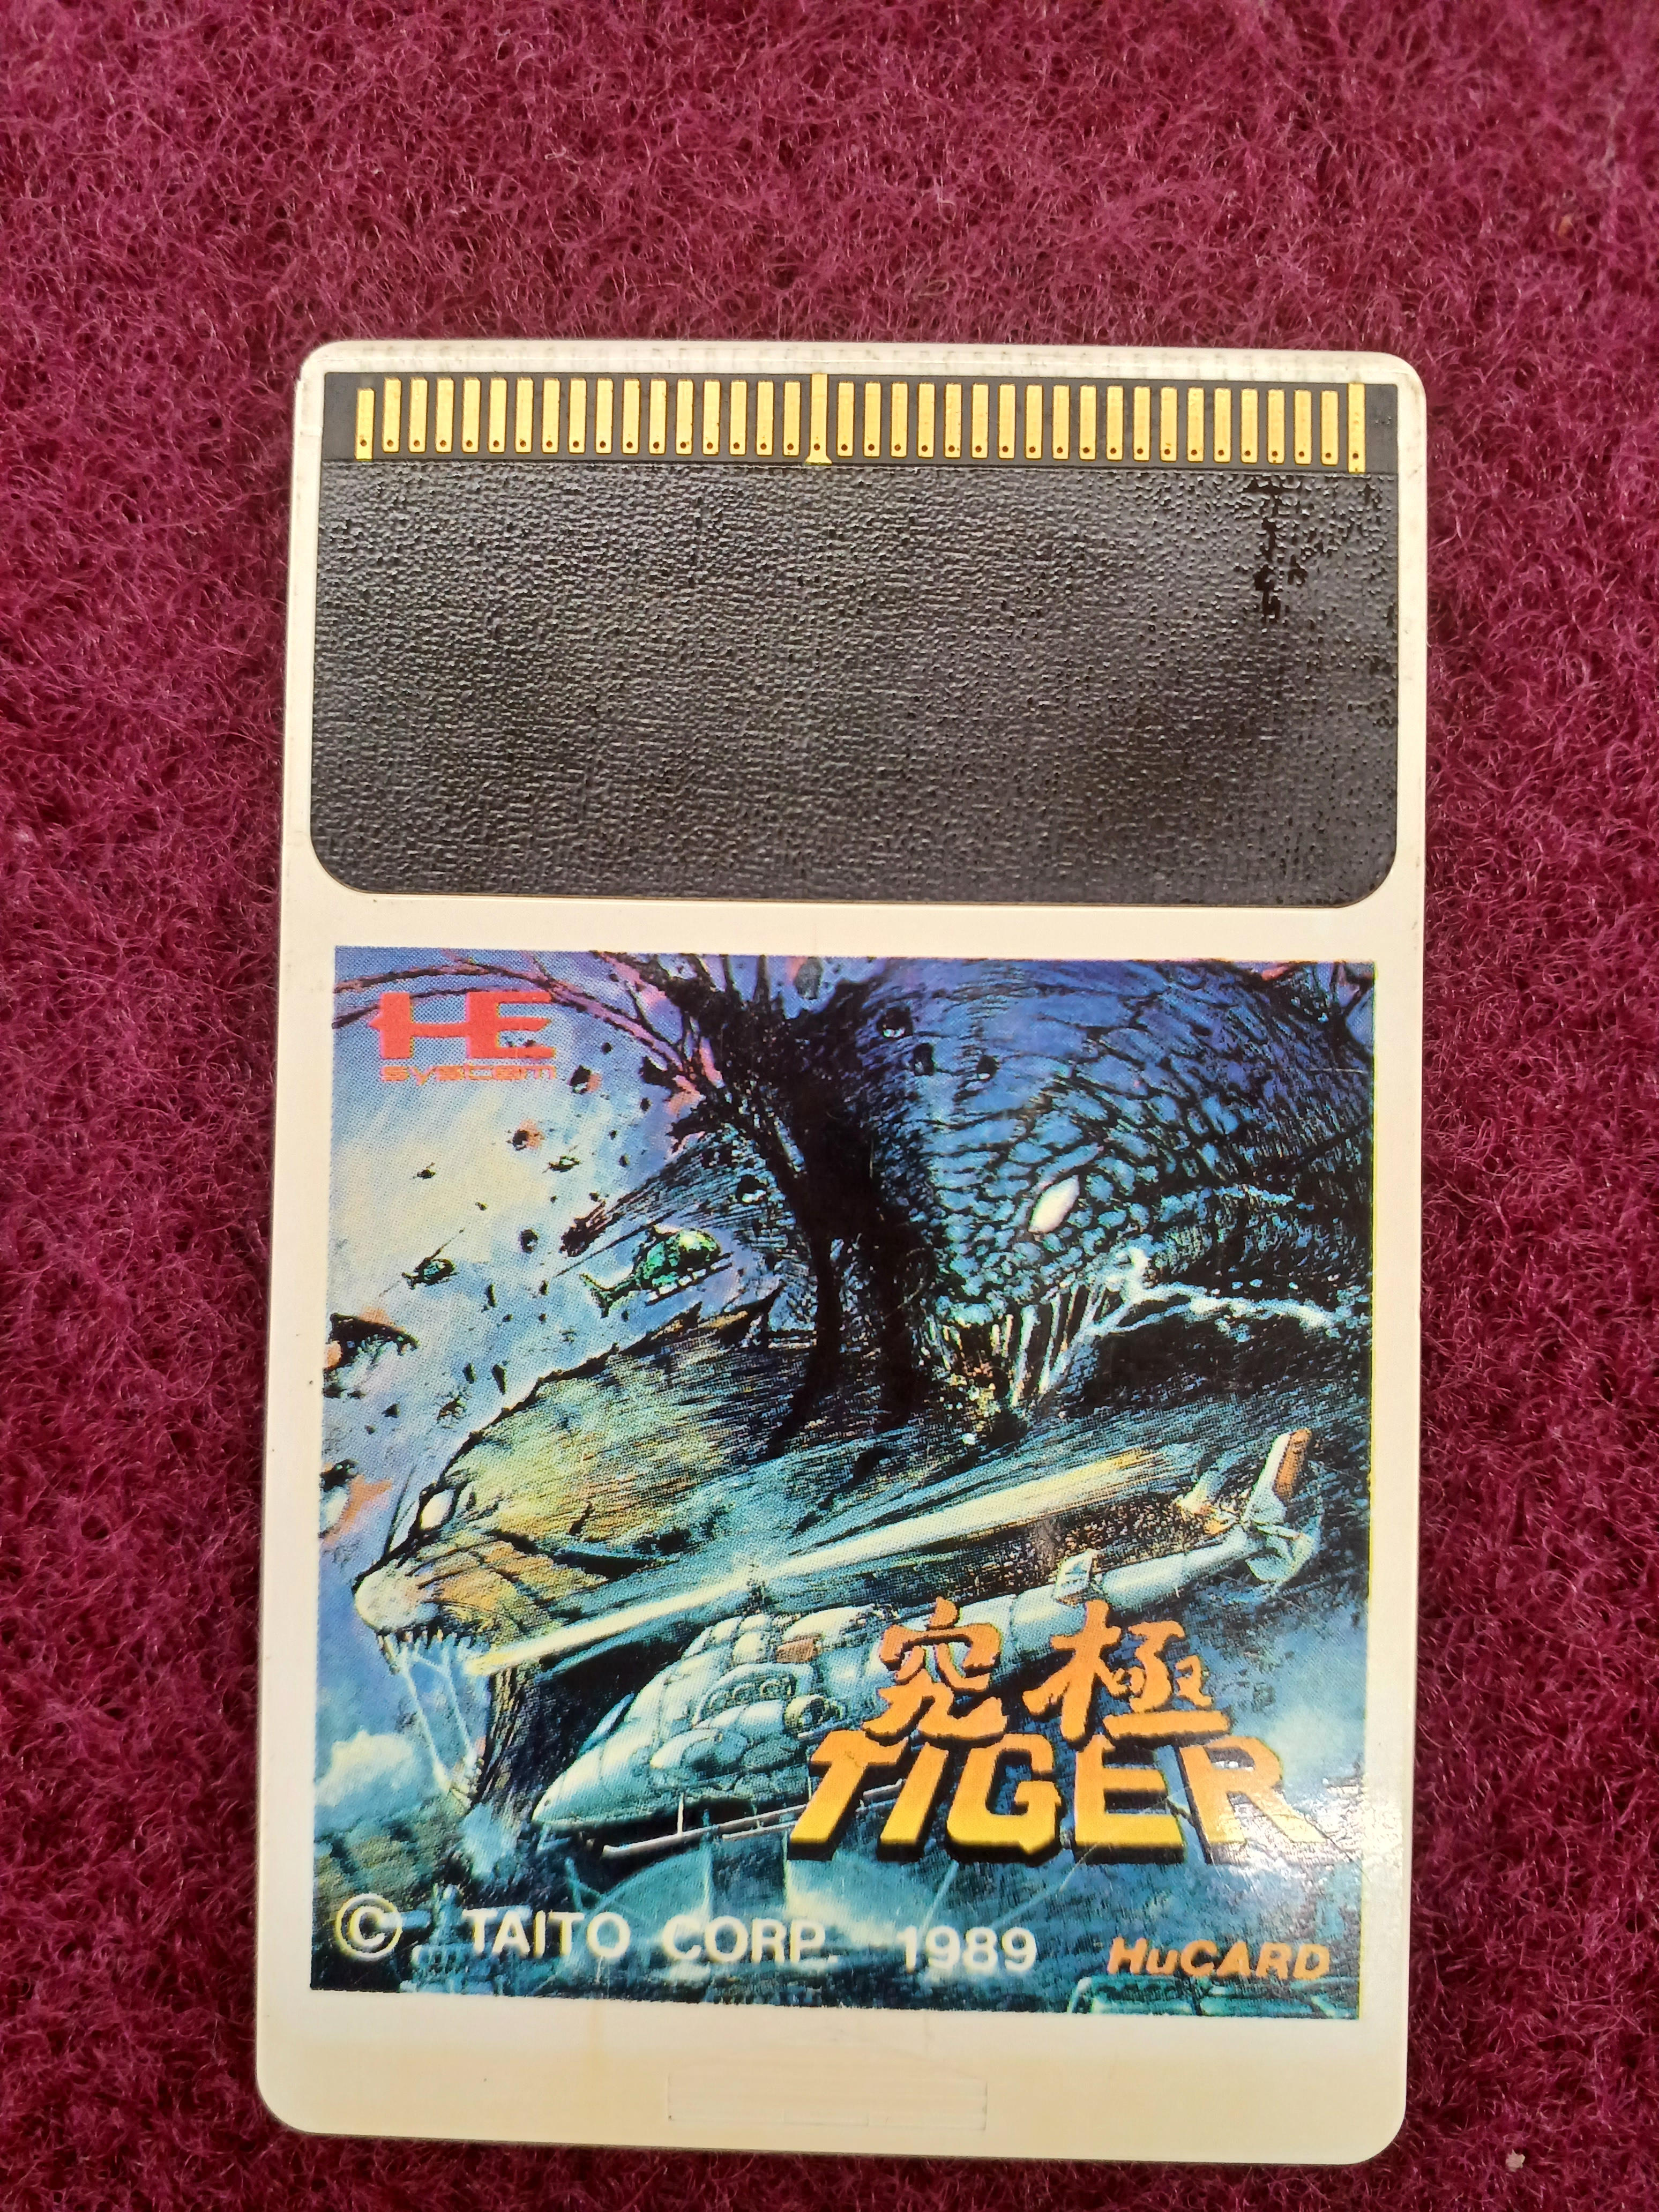 HE
SYSTEM
究極
TIGER
© TAITO CORP. 1989 HuCARD